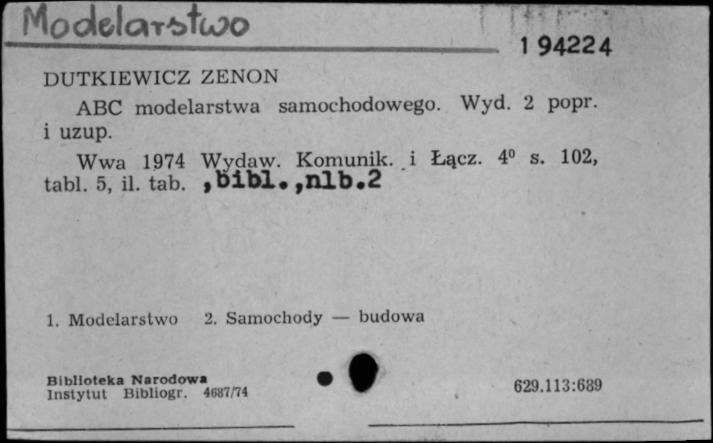 Modelarstwo
194224
DUTKIEWICZ ZENON
ABC modelarstwa samochodowego. Wyd. 2 popr.
i uzup.
Wwa 1974 Wydaw. Komunik. i Łącz. 4⁰ s. 102,
tabl. 5, il. tab. ,bibl.,nlb.2
1. Modelarstwo 2. Samochody — budowa
Biblioteka Narodowa
Instytut Bibliogr. 4687/74
629.113:689